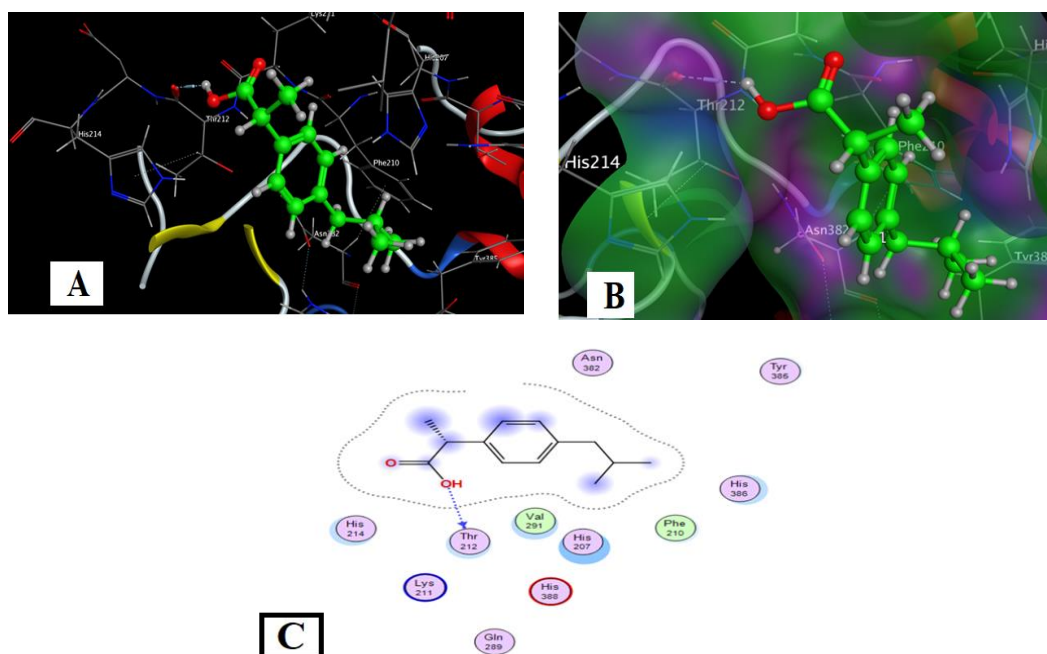 Lys211
His207
Thr212
His214
Phe210
Asn382
Tyr385
A
Thr212
His214
Phe210
Asn382
1
B
Asn
382
Tyr
385
O
OH
His
386
His
214
Thr
212
Val
291
His
207
Phe
210
Lys
211
His
388
Gln
289
C